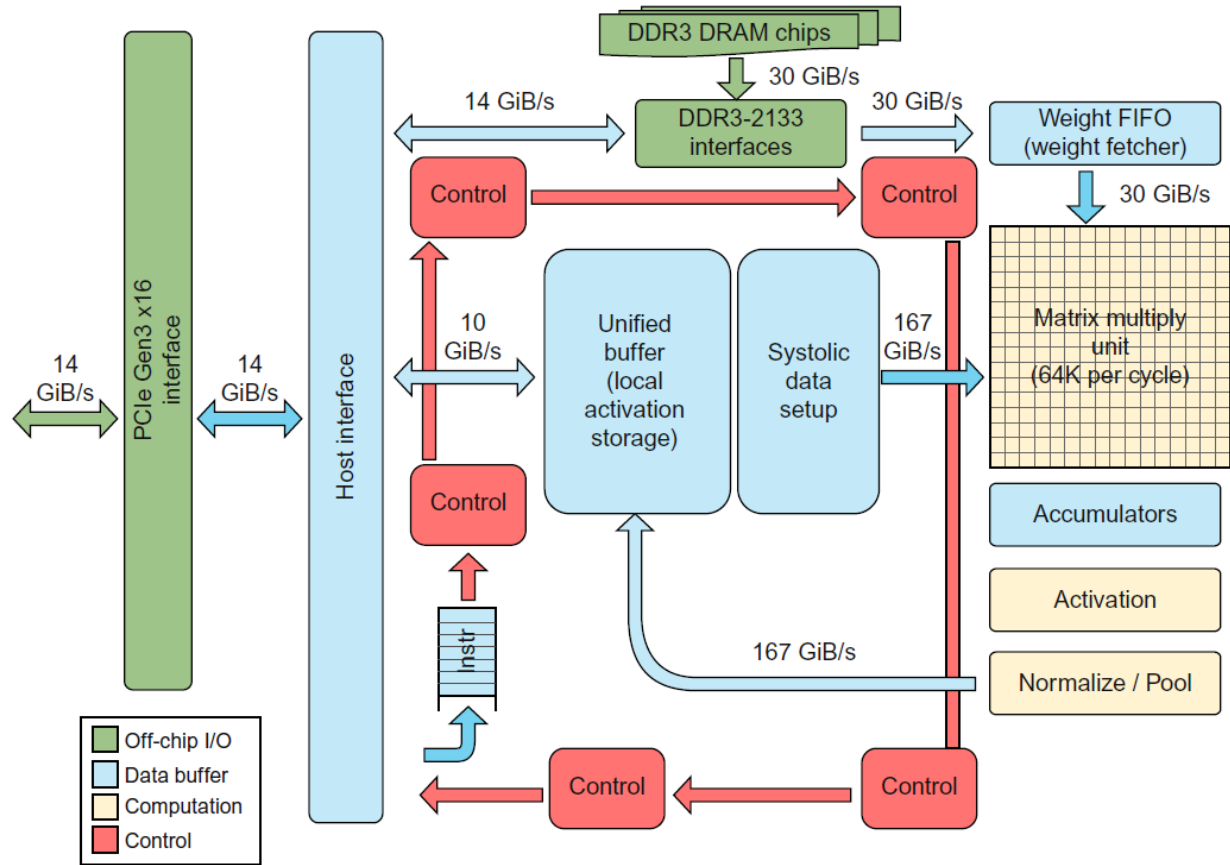 DDR3 DRAM chips
30 GiB/s
14 GiB/s
DDR3-2133
interfaces
30 GiB/s
Weight FIFO
(weight fetcher)
Control
Control
30 GiB/s
PCIe Gen3 x16
interface
14
GiB/s
14
GiB/s
Host interface
10
GiB/s
Unified
buffer
(local
activation
storage)
Systolic
data
setup
167
GiB/s
Matrix multiply
unit
(64K per cycle)
Control
Accumulators
Activation
Instr
167 GiB/s
Normalize / Pool
Off-chip I/O
Data buffer
Computation
Control
Control
Control